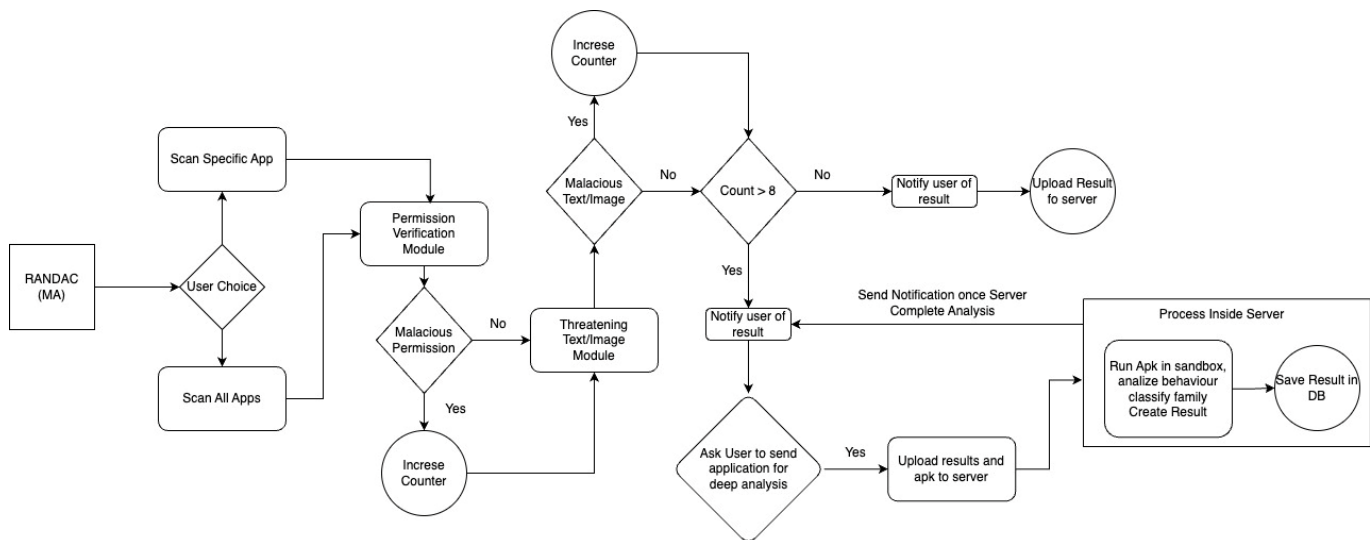 Increse
Counter
Yes
Scan Specific App
Malacious
Text/Image
No
Count > 8
No
Notify user of
result
Upload Result
fo server
Permission
Verification
Module
RANDAC
(MA)
User Choice
Yes
Send Notification once Server
Complete Analysis
Process Inside Server
Malacious
Permission
No
Threatening
Text/Image
Module
Notify user of
result
Run Apk in sandbox,
analize behaviour
classify family
Create Result
Save Result in
DB
Scan All Apps
Yes
Increse
Counter
Ask User to send
application for
deep analysis
Yes
Upload results and
apk to server